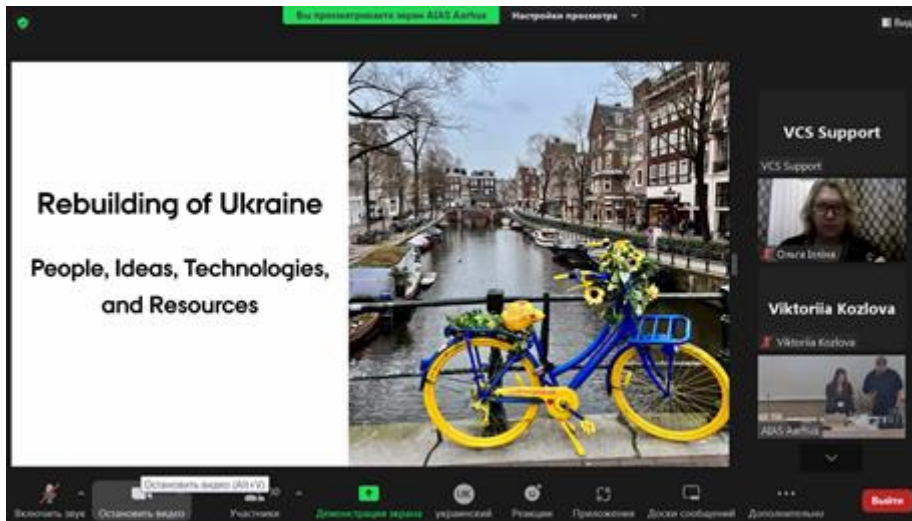 Вы просматриваете экран AIAS Aarhus
Настройки просмотра
Вид
Rebuilding of Ukraine
People, Ideas, Technologies,
and Resources
VCS Support
VCS Support
Ольга
Viktoriia Kozlova
Viktoriia Kozlova
AIAS Aarhus
Остановить видео (Alt+V)
Включить звук
Остановить видео
Участники
Демонстрация экрана
UK
украинский
Реакции
Приложения
Доски сообщений
Дополнительно
Выйти